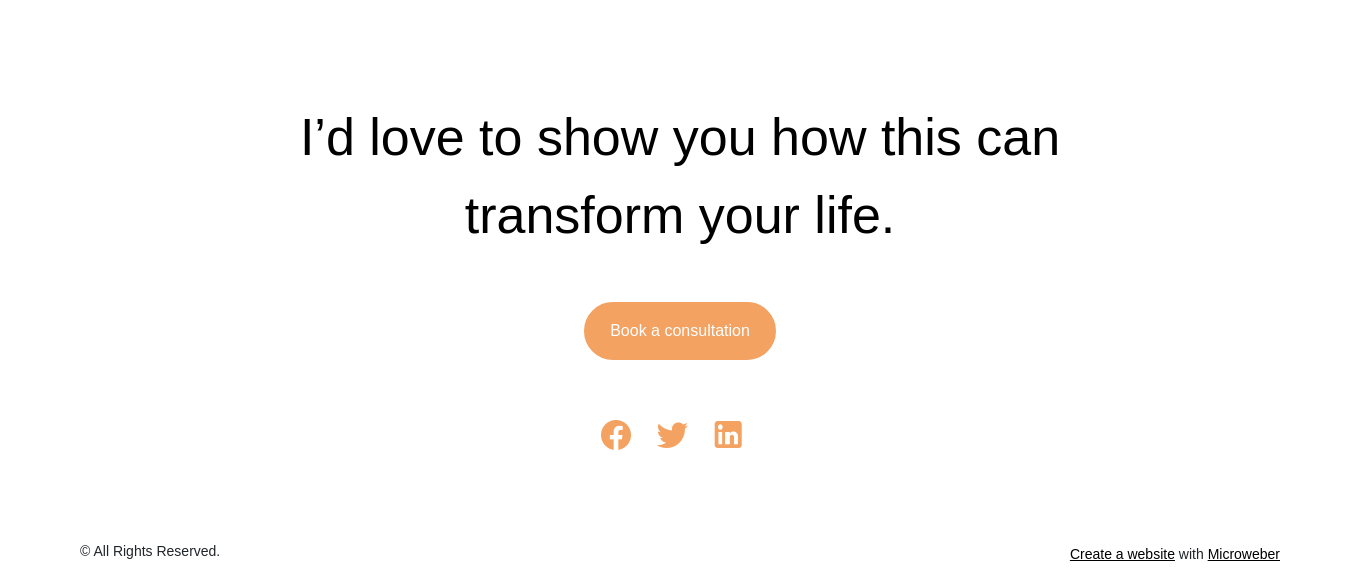 I’d love to show you how this can
transform your life.
Book a consultation
© All Rights Reserved.
Create a website with Microweber